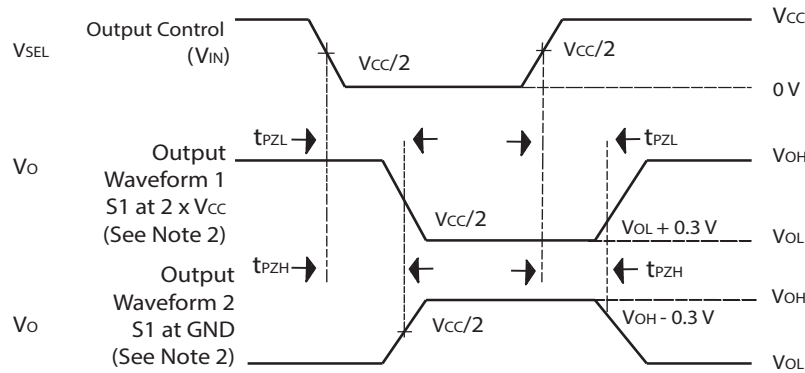 Output Control VCC
VSEL (VIN) VCC/2 VCC/2
0 V
tPZL tPZL
VO Output VOH
Waveform 1
S1 at 2 x VCC VCC/2 VOL + 0.3 V
(See Note 2) VOL
Output tPZH tPZH
Waveform 2 VOH
VO S1 at GND VCC/2 VOH - 0.3 V
(See Note 2) VOL